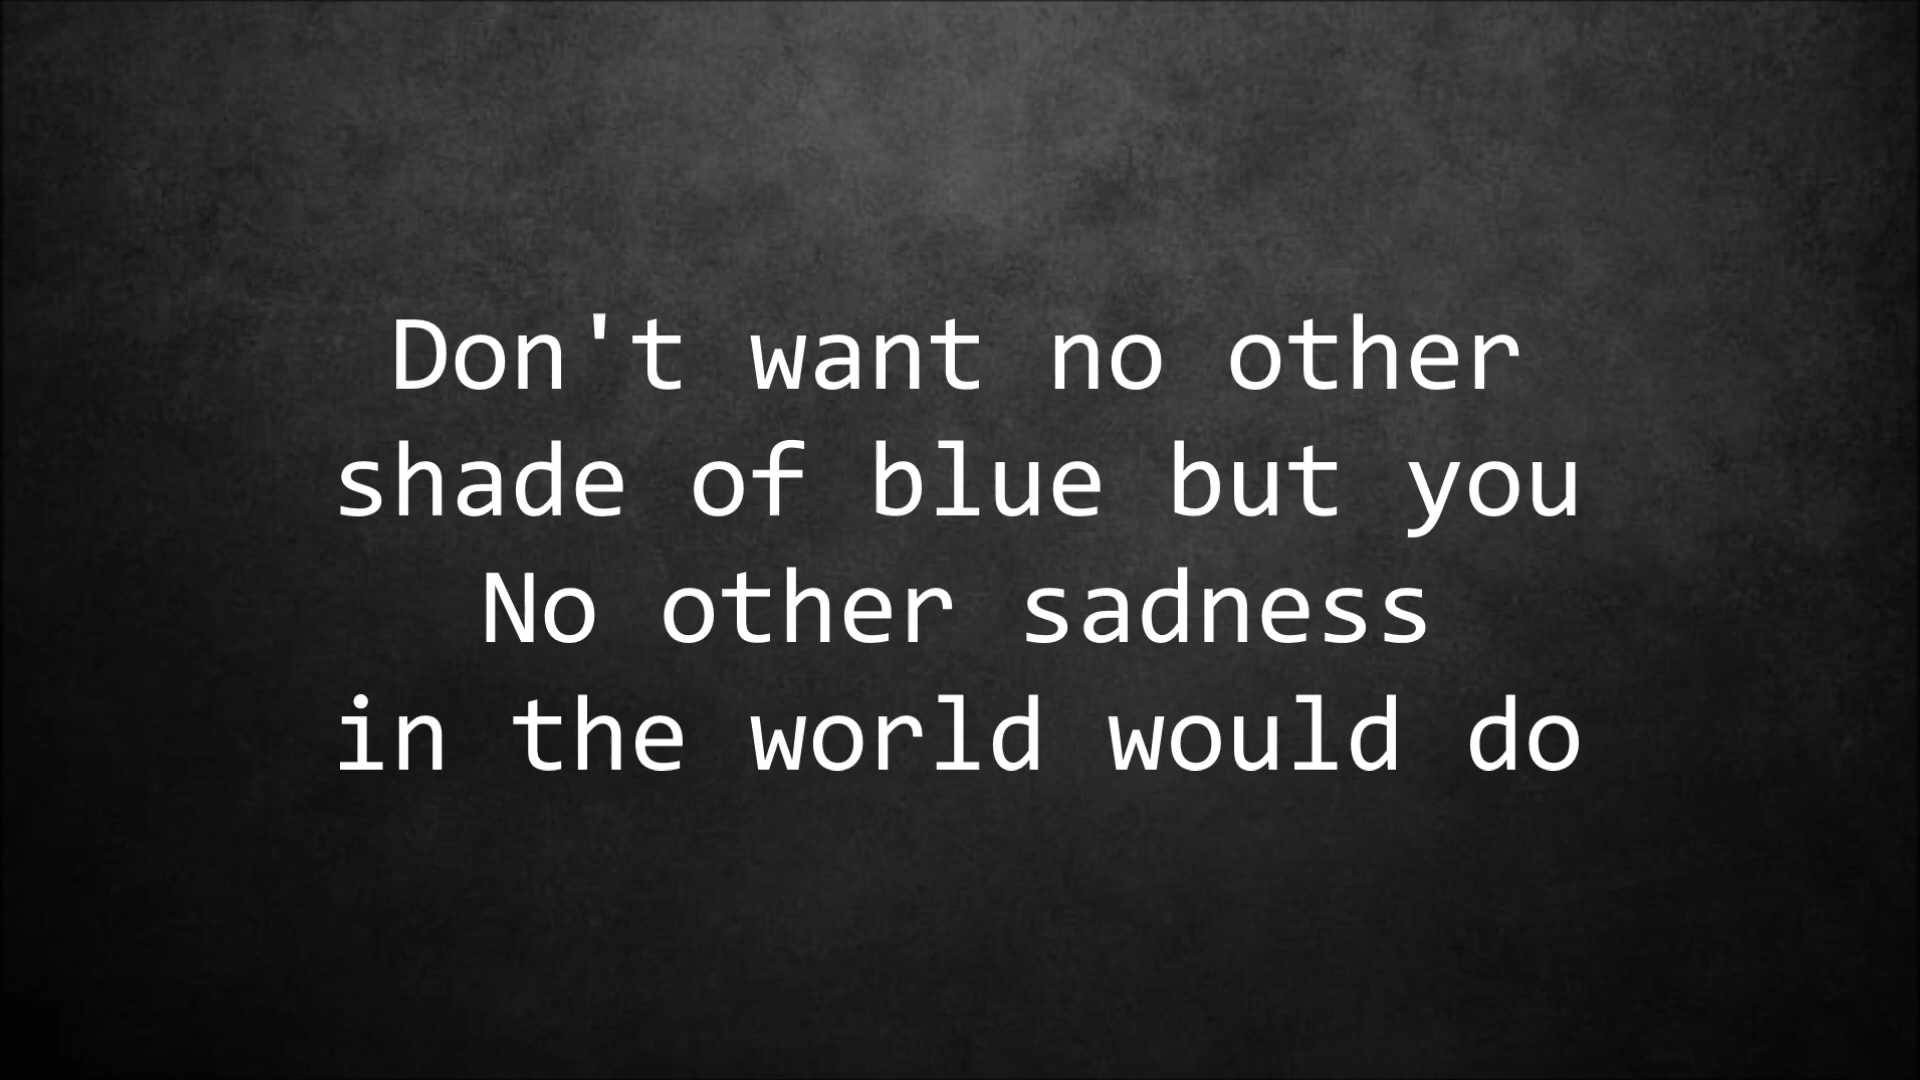 Don't want no other
shade of blue but you
No other sadness
in the world would do